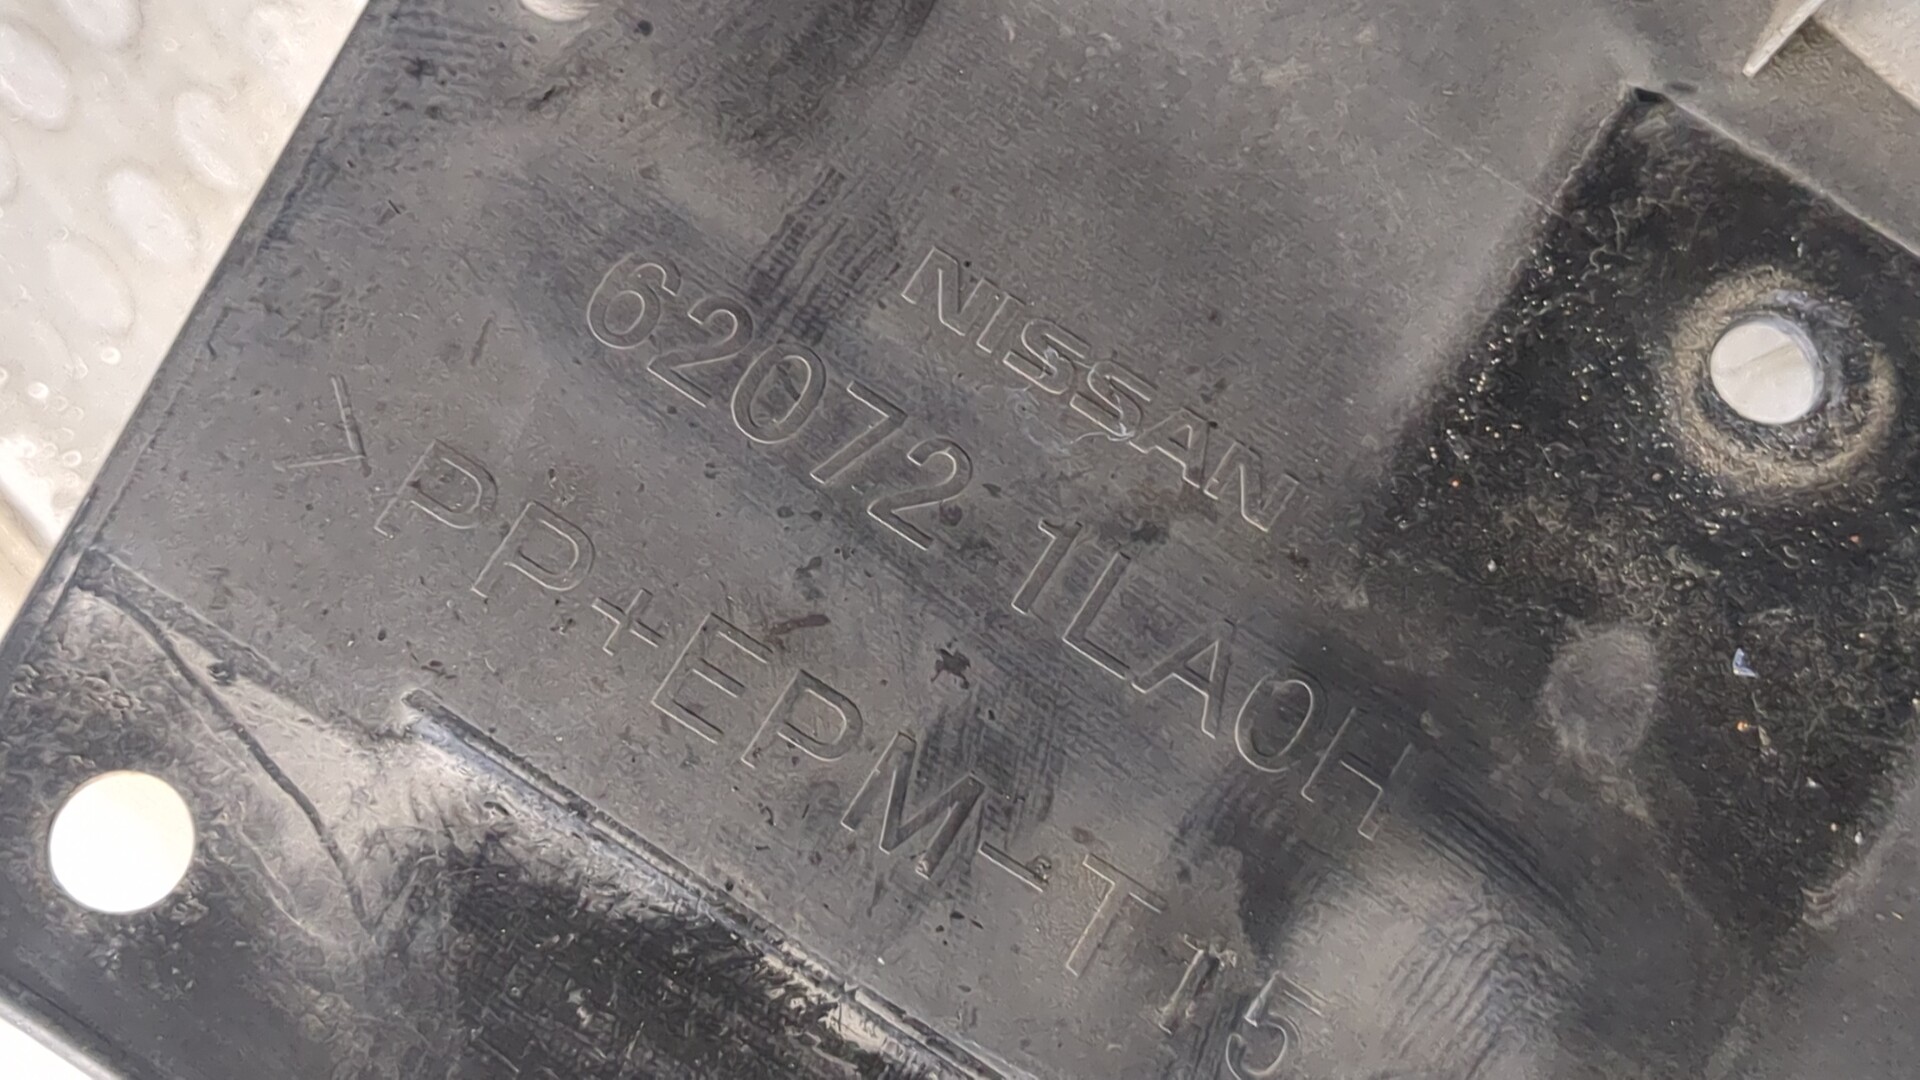 NISSAN
62072 1LA0H
>PP+EPM-T15